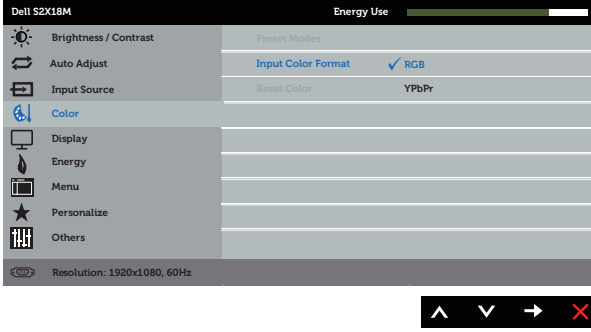 Dell S2X18M Energy Use
Brightness / Contrast Preset Modes
Auto Adjust Input Color Format RGB
Input Source Reset Color YPbPr
Color
Display
Energy
Menu
Personalize
Others
Resolution: 1920x1080, 60Hz